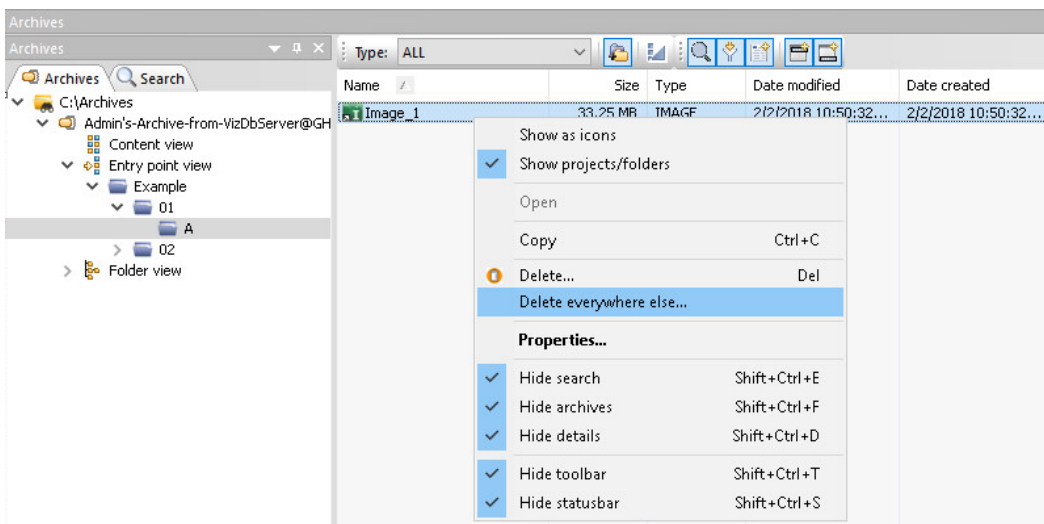 Archives
Archives
Archives Search
C:\Archives
Admin's-Archive-from-VizDbServer@GH
Content view
Entry point view
Example
01
A
02
Folder view
Type: ALL
Name Size Type Date modified Date created
Image_1 33.25 MB IMAGE 2/2/2018 10:50:32... 2/2/2018 10:50:32...
Show as icons
Show projects/folders
Open
Copy Ctrl+C
Delete... Del
Delete everywhere else...
Properties...
Hide search Shift+Ctrl+E
Hide archives Shift+Ctrl+F
Hide details Shift+Ctrl+D
Hide toolbar Shift+Ctrl+T
Hide statusbar Shift+Ctrl+S